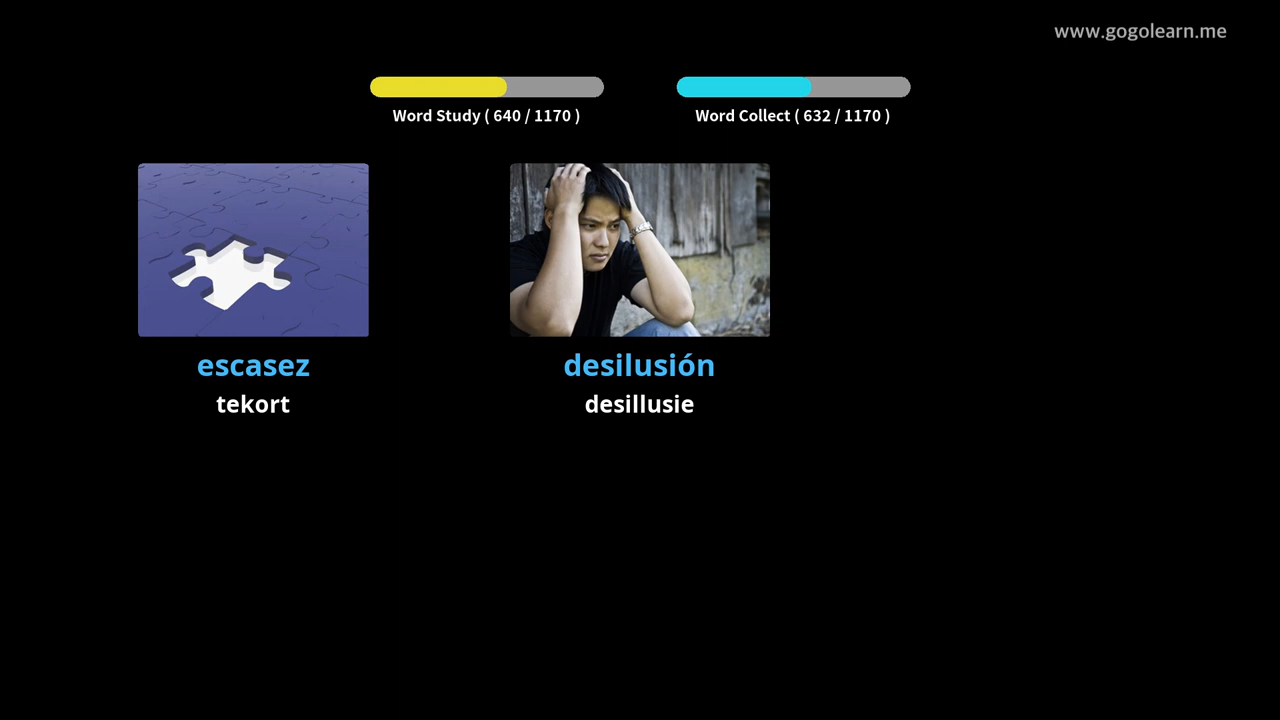 www.gogolearn.me
Word Study ( 640 / 1170 )
Word Collect ( 632 / 1170 )
escasez
tekort
desilusión
desillusie